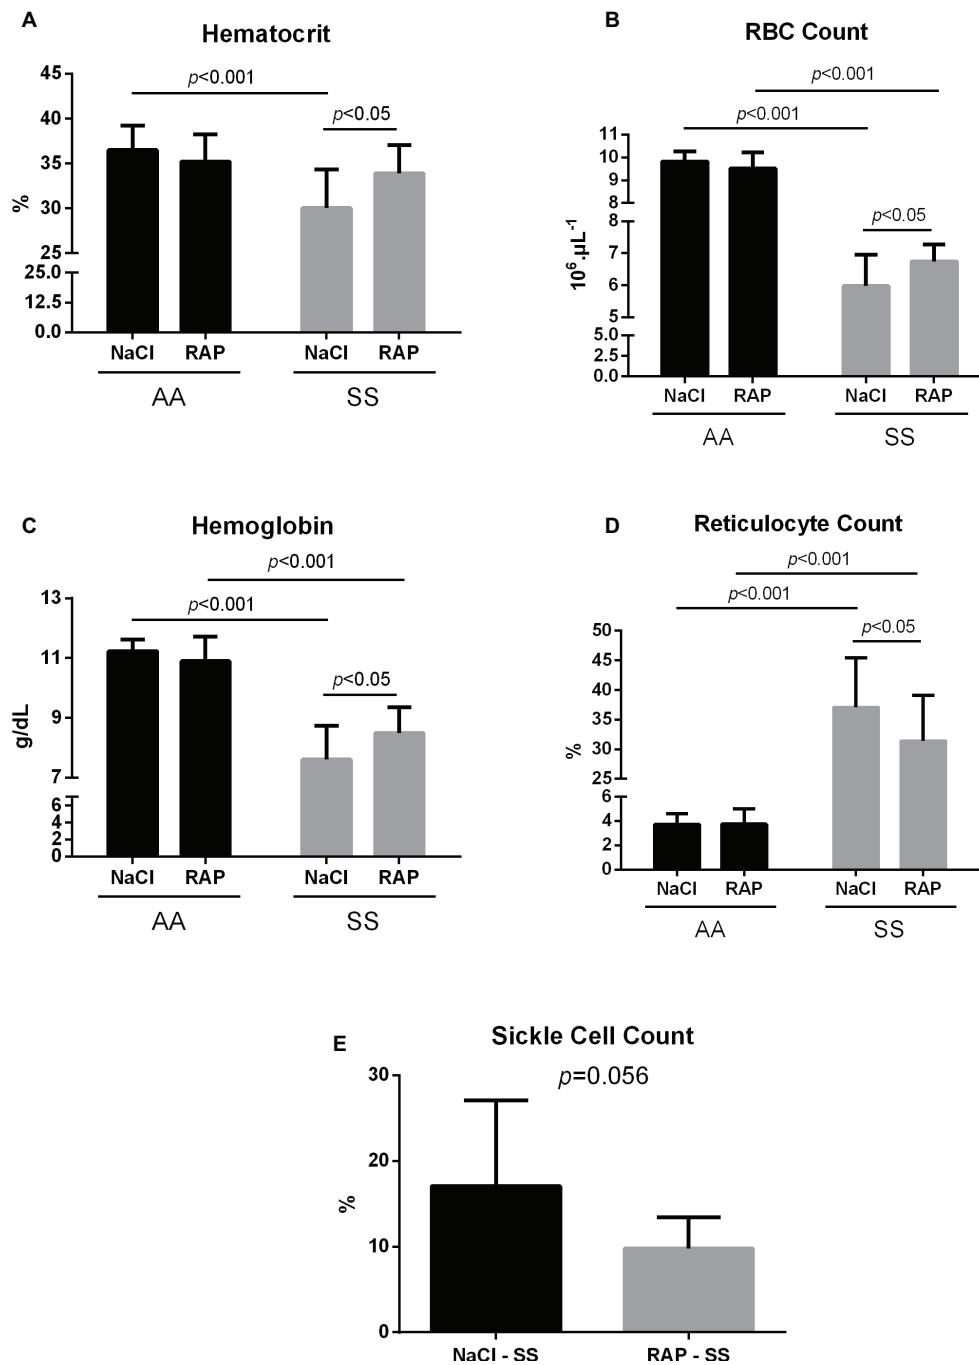 A
Hematocrit
p<0.001
p<0.05
%
45
40
35
30
25
25.0
12.5
0.0
NaCl RAP NaCl RAP
AA SS
B
RBC Count
p<0.001
p<0.001
p<0.05
10⁶.µL⁻¹
11
10
9
8
8
7
6
5
5.0
2.5
0.0
NaCl RAP NaCl RAP
AA SS
C
Hemoglobin
p<0.001
p<0.001
p<0.05
g/dL
13
11
9
7
6
4
2
0
NaCl RAP NaCl RAP
AA SS
D
Reticulocyte Count
p<0.001
p<0.001
p<0.05
%
50
45
40
35
30
25
6
4
2
0
NaCl RAP NaCl RAP
AA SS
E
Sickle Cell Count
p=0.056
%
30
20
10
0
NaCl - SS RAP - SS